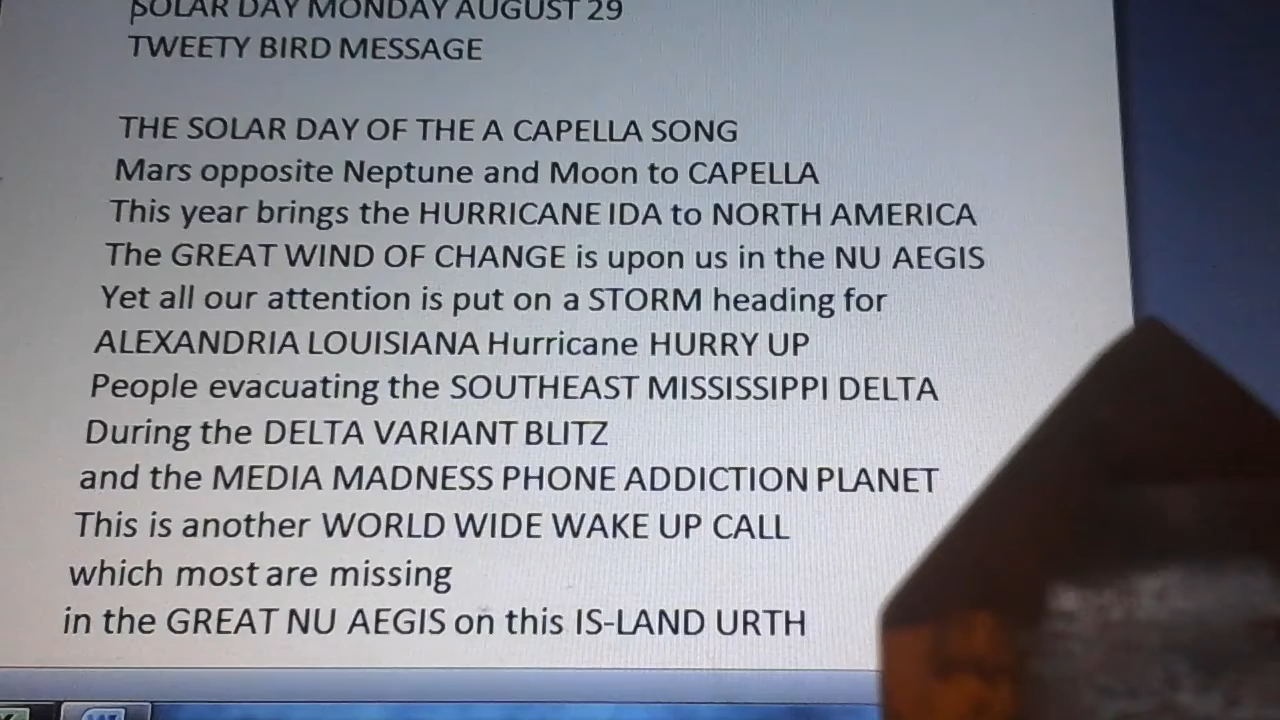 SOLAR DAY MONDAY AUGUST 29
TWEETY BIRD MESSAGE
THE SOLAR DAY OF THE A CAPELLA SONG
Mars opposite Neptune and Moon to CAPELLA
This year brings the HURRICANE IDA to NORTH AMERICA
The GREAT WIND OF CHANGE is upon us in the NU AEGIS
Yet all our attention is put on a STORM heading for
ALEXANDRIA LOUISIANA Hurricane HURRY UP
People evacuating the SOUTHEAST MISSISSIPPI DELTA
During the DELTA VARIANT BLITZ
and the MEDIA MADNESS PHONE ADDICTION PLANET
This is another WORLD WIDE WAKE UP CALL
which most are missing
in the GREAT NU AEGIS on this IS-LAND URTH